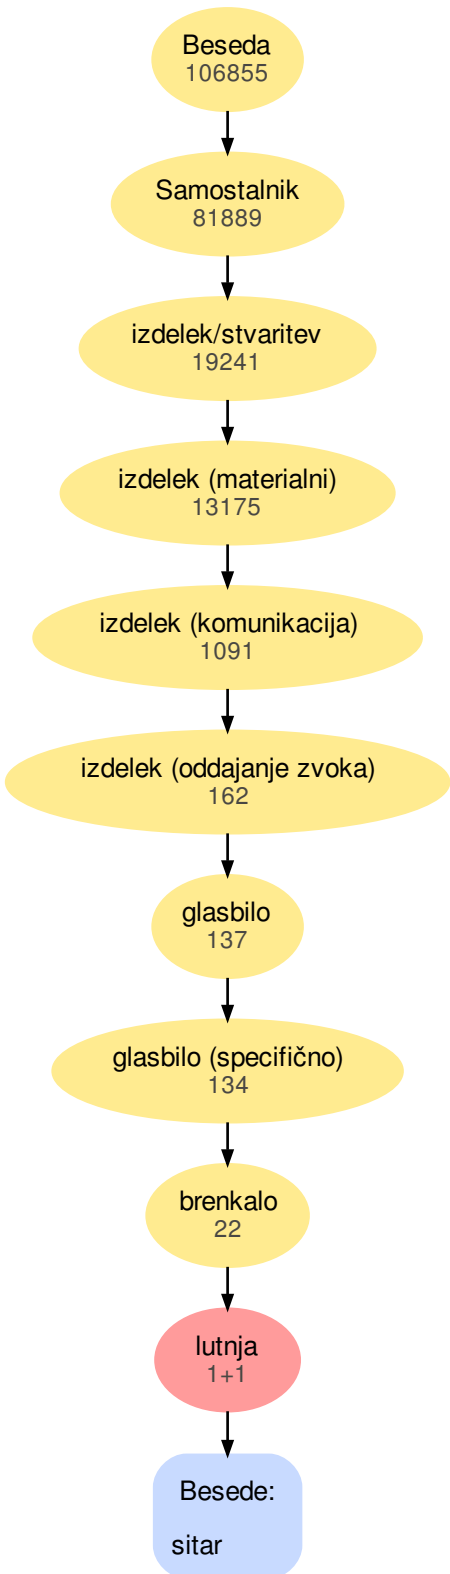 Beseda
106855
Samostalnik
81889
izdelek/stvaritev
19241
izdelek (materialni)
13175
izdelek (komunikacija)
1091
izdelek (oddajanje zvoka)
162
glasbilo
137
glasbilo (specifično)
134
brenkalo
22
lutnja
1+1
Besede:
sitar